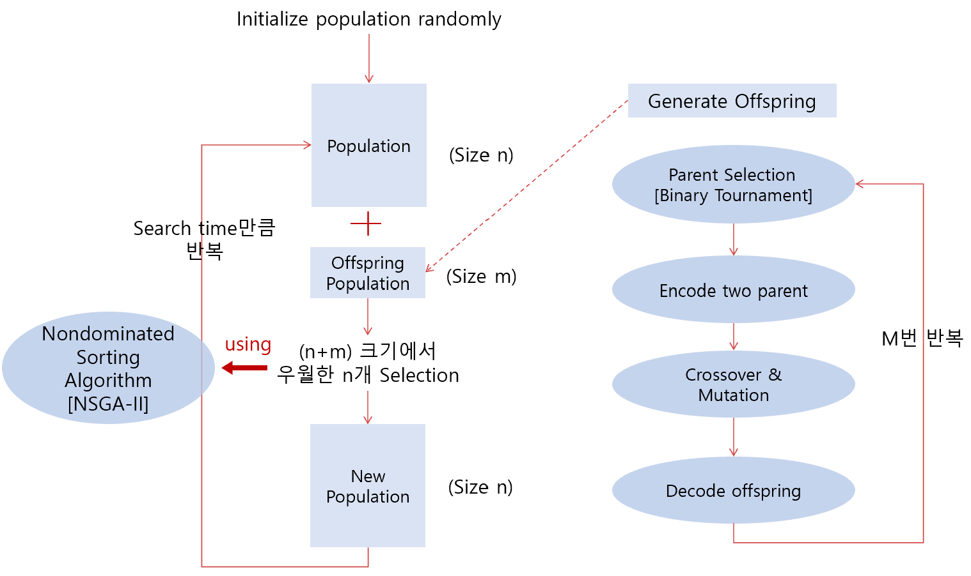 Initialize population randomly
Population
(Size n)
Search time만큼
반복
Offspring
Population
(Size m)
Nondominated
Sorting
Algorithm
[NSGA-II]
using
(n+m) 크기에서
우월한 n개 Selection
New
Population
(Size n)
Generate Offspring
Parent Selection
[Binary Tournament]
Encode two parent
Crossover &
Mutation
Decode offspring
M번 반복